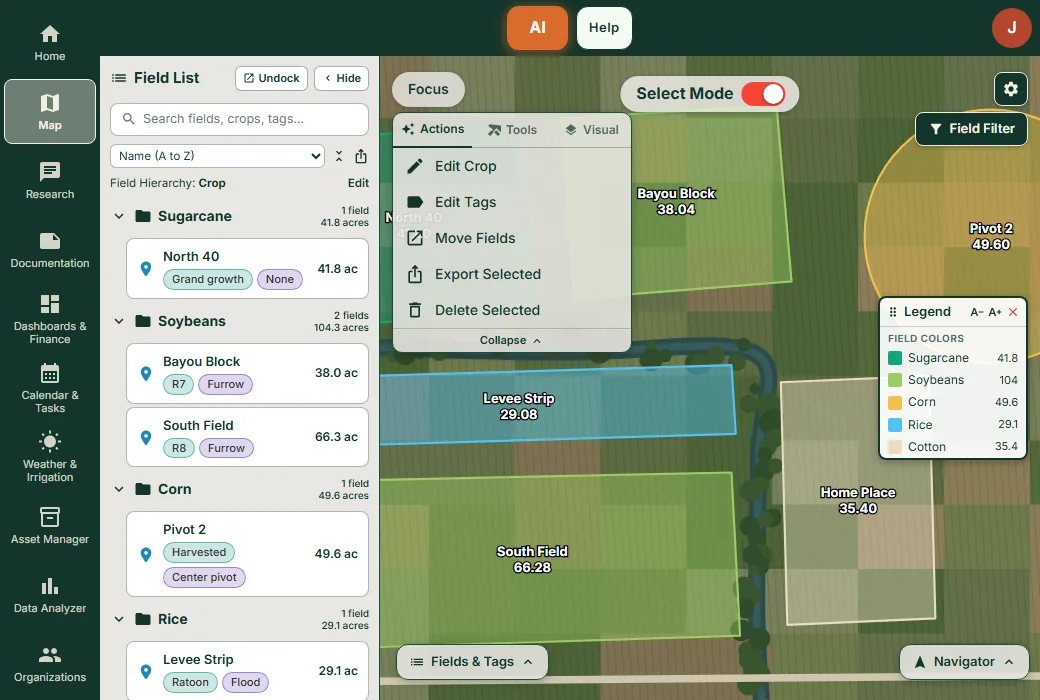 AI
Help
J
Home
Map
Research
Documentation
Dashboards &
Finance
Calendar &
Tasks
Weather &
Irrigation
Asset Manager
Data Analyzer
Organizations
Field List
Undock
Hide
Search fields, crops, tags...
Name (A to Z)
Field Hierarchy: Crop
Edit
Sugarcane
1 field
41.8 acres
North 40
41.8 ac
Grand growth
None
Soybeans
2 fields
104.3 acres
Bayou Block
38.0 ac
R7
Furrow
South Field
66.3 ac
R8
Furrow
Corn
1 field
49.6 acres
Pivot 2
49.6 ac
Harvested
Center pivot
Rice
1 field
29.1 acres
Levee Strip
29.1 ac
Ratoon
Flood
Focus
Select Mode
Field Filter
Actions
Tools
Visual
Edit Crop
Edit Tags
Move Fields
Export Selected
Delete Selected
Collapse
North 40
Bayou Block
38.04
Pivot 2
49.60
Levee Strip
29.08
South Field
66.28
Home Place
35.40
Legend
A-
A+
FIELD COLORS
Sugarcane 41.8
Soybeans 104
Corn 49.6
Rice 29.1
Cotton 35.4
Fields & Tags
Navigator